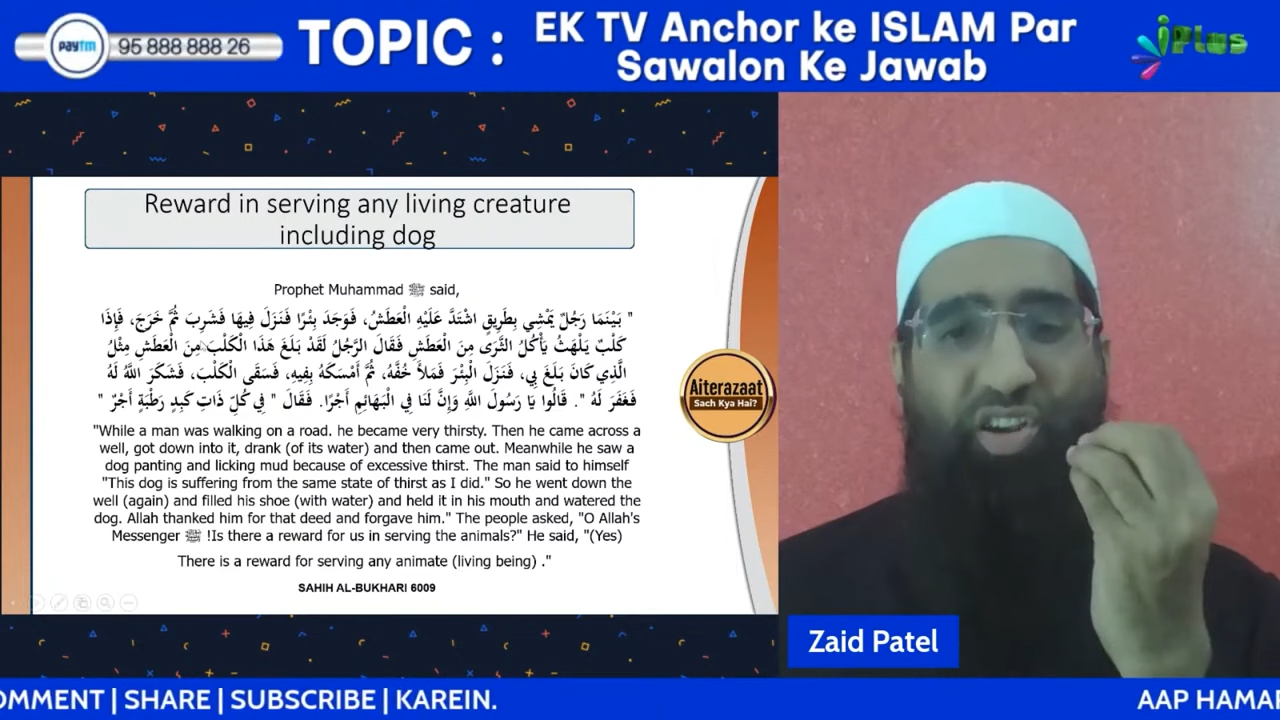 paytm
95 888 888 26
TOPIC :
EK TV Anchor ke ISLAM Par
Sawalon Ke Jawab
iPlus
Reward in serving any living creature
including dog
Prophet Muhammad ﷺ said,
" بَيْنَمَا رَجُلٌ يَمْشِي بِطَرِيقٍ اشْتَدَّ عَلَيْهِ الْعَطَشُ، فَوَجَدَ بِئْرًا فَنَزَلَ فِيهَا فَشَرِبَ ثُمَّ خَرَجَ، فَإِذَا
كَلْبٌ يَلْهَثُ يَأْكُلُ الثَّرَى مِنَ الْعَطَشِ فَقَالَ الرَّجُلُ لَقَدْ بَلَغَ هَذَا الْكَلْبَ مِنَ الْعَطَشِ مِثْلُ
الَّذِي كَانَ بَلَغَ بِي، فَنَزَلَ الْبِئْرَ فَمَلأَ خُفَّهُ، ثُمَّ أَمْسَكَهُ بِفِيهِ، فَسَقَى الْكَلْبَ، فَشَكَرَ اللَّهُ لَهُ
فَغَفَرَ لَهُ ". قَالُوا يَا رَسُولَ اللَّهِ وَإِنَّ لَنَا فِي الْبَهَائِمِ أَجْرًا. فَقَالَ " فِي كُلِّ ذَاتِ كَبِدٍ رَطْبَةٍ أَجْرٌ "
"While a man was walking on a road. he became very thirsty. Then he came across a
well, got down into it, drank (of its water) and then came out. Meanwhile he saw a
dog panting and licking mud because of excessive thirst. The man said to himself
"This dog is suffering from the same state of thirst as I did." So he went down the
well (again) and filled his shoe (with water) and held it in his mouth and watered the
dog. Allah thanked him for that deed and forgave him." The people asked, "O Allah's
Messenger ﷺ !Is there a reward for us in serving the animals?" He said, "(Yes)
There is a reward for serving any animate (living being) ."
SAHIH AL-BUKHARI 6009
Aiterazaat
Sach Kya Hai?
Zaid Patel
OMMENT | SHARE | SUBSCRIBE | KAREIN.
AAP HAMAR